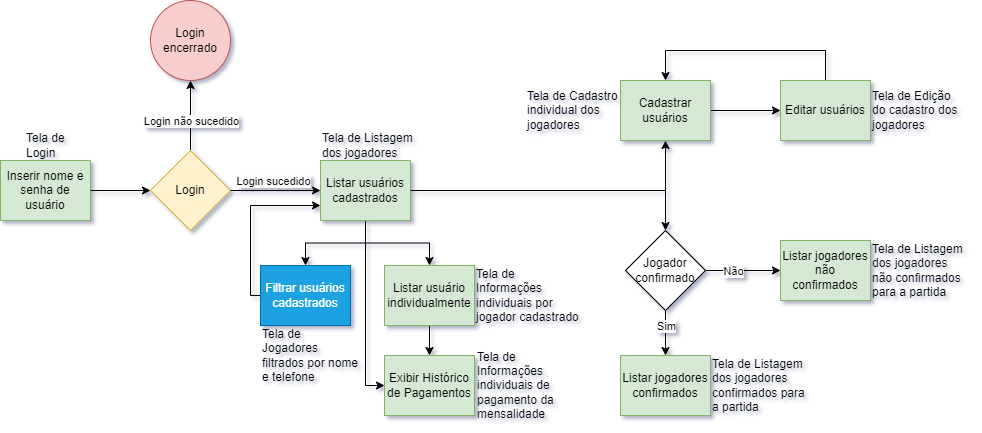 Login
encerrado
Login não sucedido
Tela de
Login
Inserir nome e
senha de
usuário
Login
Login sucedido
Tela de Listagem
dos jogadores
Listar usuários
cadastrados
Tela de Cadastro
individual dos
jogadores
Cadastrar
usuários
Editar usuários
Tela de Edição
do cadastro dos
jogadores
Jogador
confirmado
Não
Listar jogadores
não
confirmados
Tela de Listagem
dos jogadores
não confirmados
para a partida
Sim
Listar jogadores
confirmados
Tela de Listagem
dos jogadores
confirmados para
a partida
Filtrar usuários
cadastrados
Tela de
Jogadores
filtrados por nome
e telefone
Listar usuário
individualmente
Tela de
Informações
individuais por
jogador cadastrado
Exibir Histórico
de Pagamentos
Tela de
Informações
individuais de
pagamento da
mensalidade